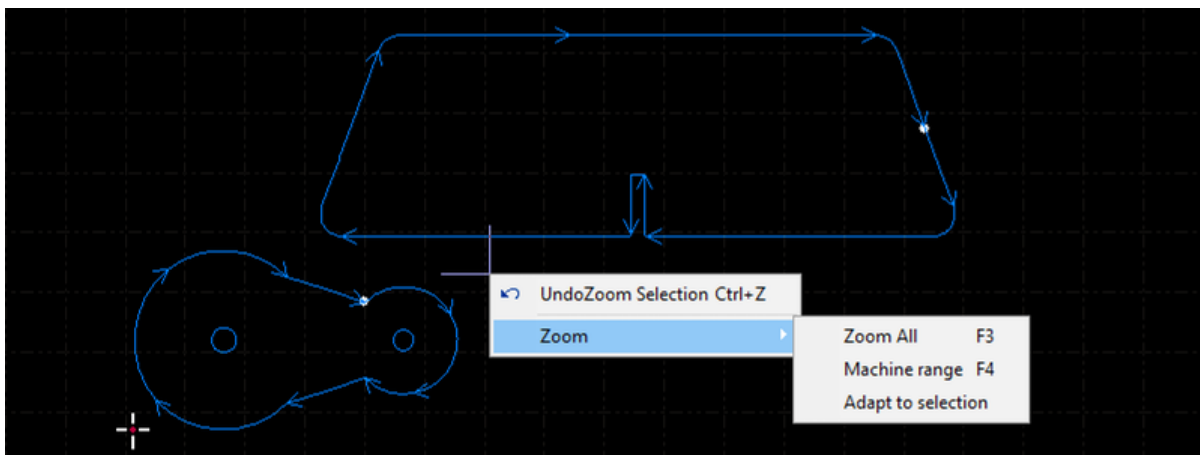 UndoZoom Selection Ctrl+Z
Zoom
Zoom All F3
Machine range F4
Adapt to selection